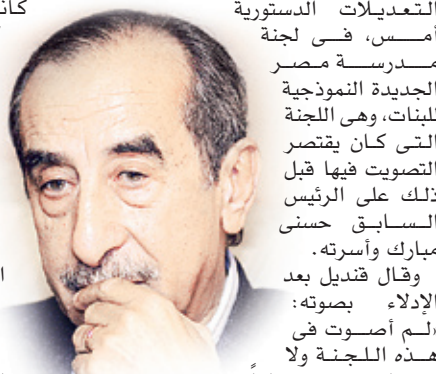 التعديلات الدستورية
أمس، فى لجنة
مدرسة مصر
الجديدة النموذجية
للبنات، وهى اللجنة
التى كان يقتصر
التصويت فيها قبل
ذلك على الرئيس
السابق حسنى
مبارك وأسرته.
وقال قنديل بعد
الإدلاء بصوته:
«لم أصوت فى
هذه اللجنة ولا